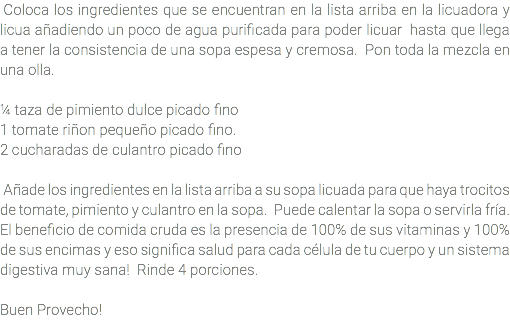 Coloca los ingredientes que se encuentran en la lista arriba en la licuadora y
licua añadiendo un poco de agua purificada para poder licuar hasta que llega
a tener la consistencia de una sopa espesa y cremosa. Pon toda la mezcla en
una olla.
¼ taza de pimiento dulce picado fino
1 tomate riñon pequeño picado fino.
2 cucharadas de culantro picado fino
Añade los ingredientes en la lista arriba a su sopa licuada para que haya trocitos
de tomate, pimiento y culantro en la sopa. Puede calentar la sopa o servirla fría.
El beneficio de comida cruda es la presencia de 100% de sus vitaminas y 100%
de sus encimas y eso significa salud para cada célula de tu cuerpo y un sistema
digestiva muy sana! Rinde 4 porciones.
Buen Provecho!